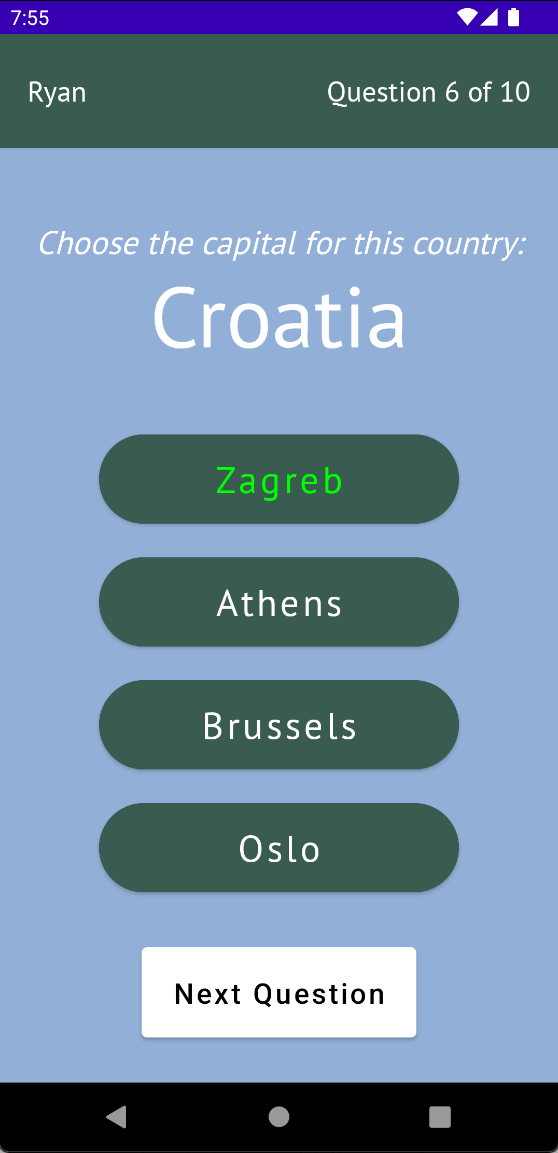 7:55
Ryan
Question 6 of 10
Choose the capital for this country:
Croatia
Zagreb
Athens
Brussels
Oslo
Next Question